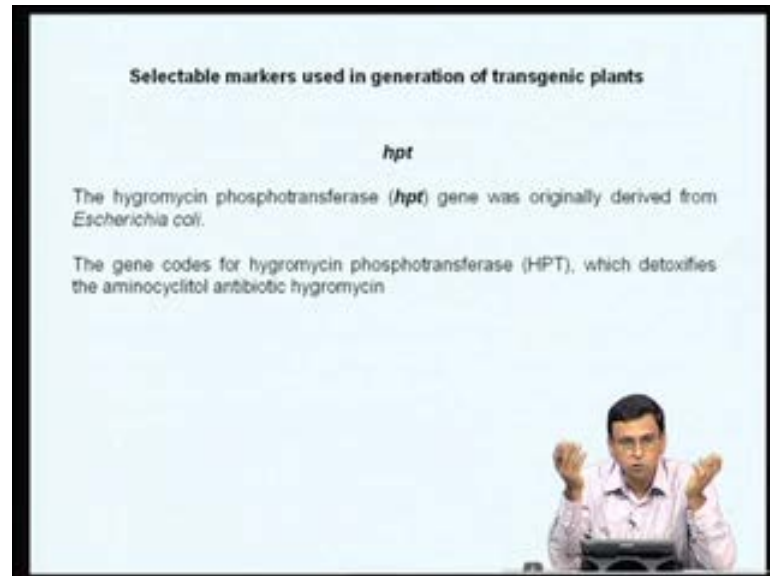 Selectable markers used in generation of transgenic plants
hpt
The hygromycin phosphotransferase (hpt) gene was originally derived from
Escherichia coli.
The gene codes for hygromycin phosphotransferase (HPT), which detoxifies
the aminocyclitol antibiotic hygromycin